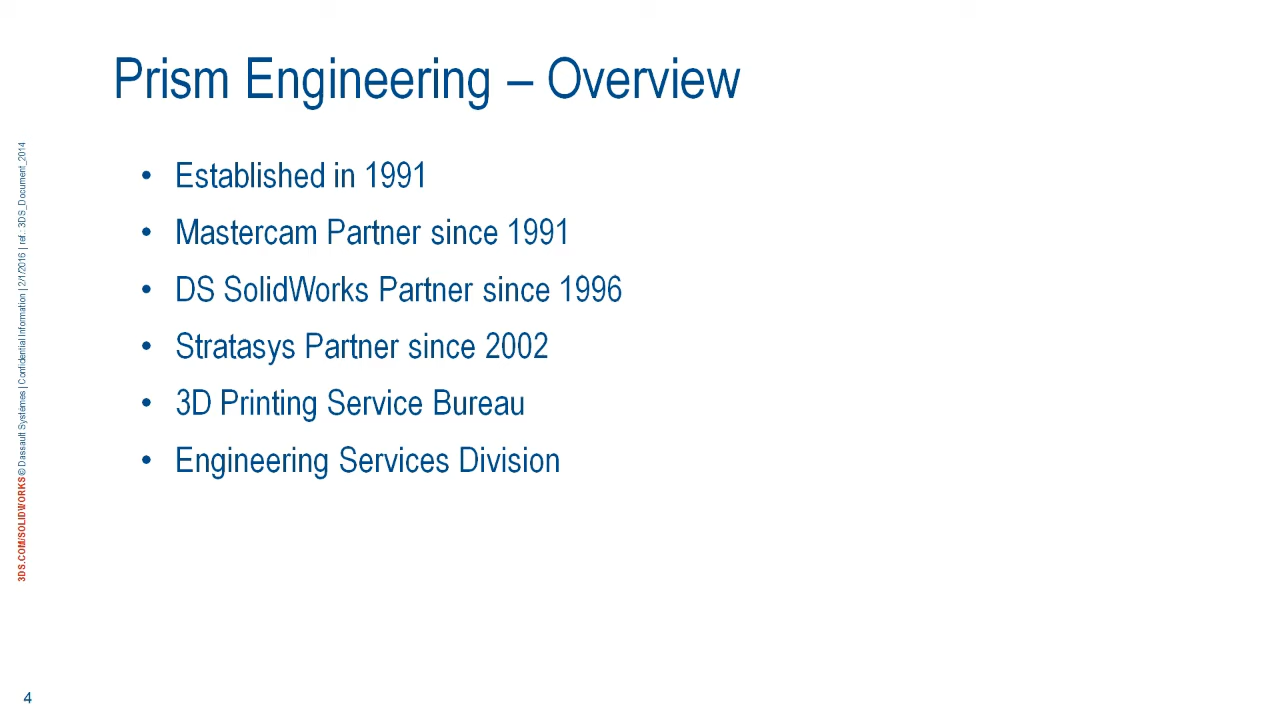 Prism Engineering – Overview
• Established in 1991
• Mastercam Partner since 1991
• DS SolidWorks Partner since 1996
• Stratasys Partner since 2002
• 3D Printing Service Bureau
• Engineering Services Division
3DS.COM/SOLIDWORKS © Dassault Systèmes | Confidential Information | 2/1/2016 | ref.: 3DS_Document_2014
4